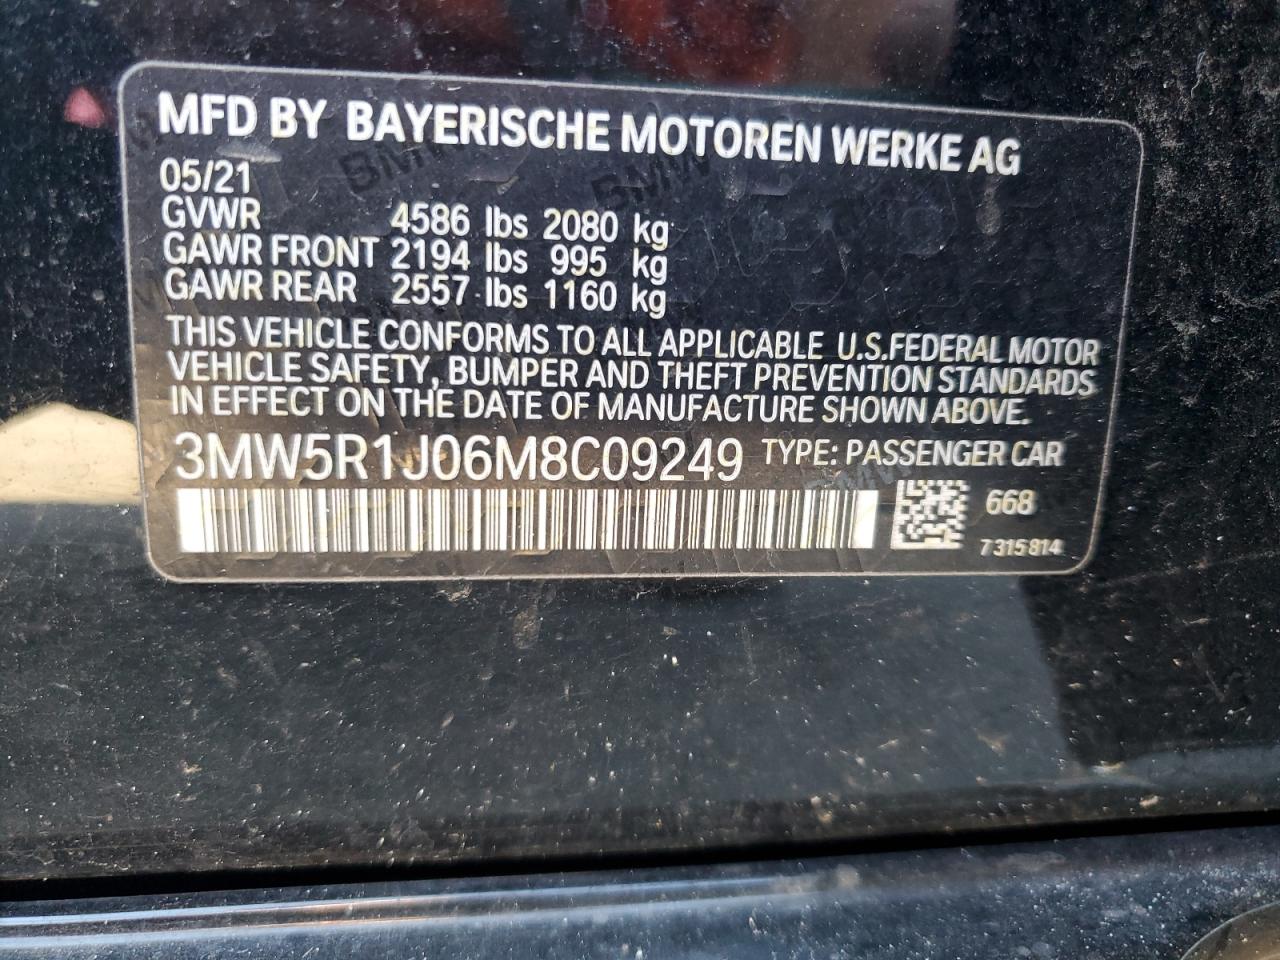 MFD BY BAYERISCHE MOTOREN WERKE AG
05/21
GVWR 4586 lbs 2080 kg
GAWR FRONT 2194 lbs 995 kg
GAWR REAR 2557 lbs 1160 kg
THIS VEHICLE CONFORMS TO ALL APPLICABLE U.S.FEDERAL MOTOR
VEHICLE SAFETY, BUMPER AND THEFT PREVENTION STANDARDS
IN EFFECT ON THE DATE OF MANUFACTURE SHOWN ABOVE.
3MW5R1J06M8C09249 TYPE: PASSENGER CAR
668
7315814